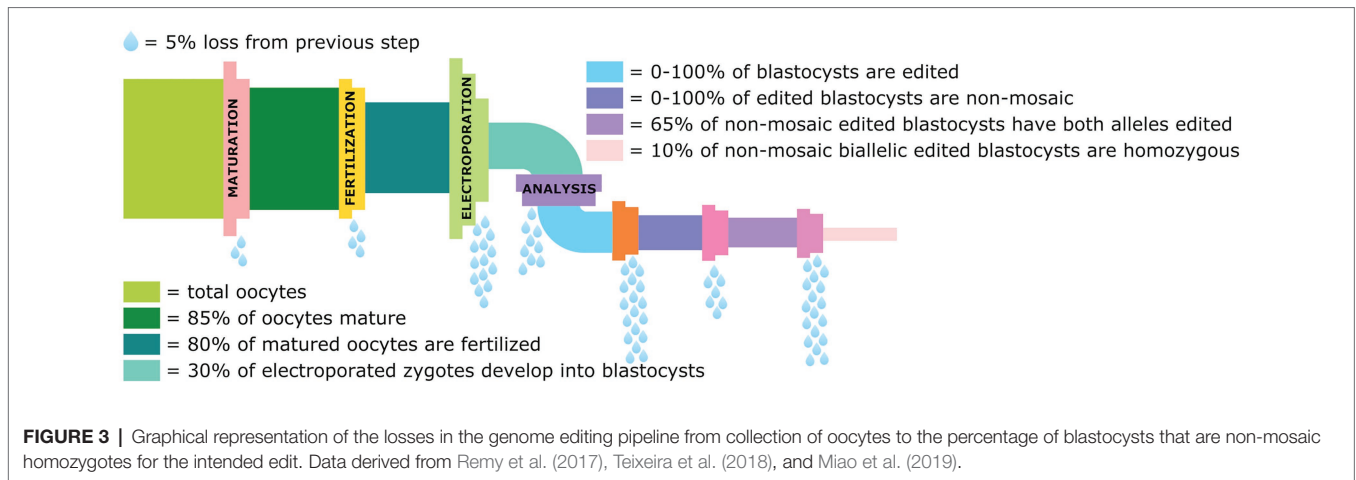 = 5% loss from previous step
MATURATION
FERTILIZATION
ELECTROPORATION
ANALYSIS
= 0-100% of blastocysts are edited
= 0-100% of edited blastocysts are non-mosaic
= 65% of non-mosaic edited blastocysts have both alleles edited
= 10% of non-mosaic biallelic edited blastocysts are homozygous
= total oocytes
= 85% of oocytes mature
= 80% of matured oocytes are fertilized
= 30% of electroporated zygotes develop into blastocysts
FIGURE 3 | Graphical representation of the losses in the genome editing pipeline from collection of oocytes to the percentage of blastocysts that are non-mosaic
homozygotes for the intended edit. Data derived from Remy et al. (2017), Teixeira et al. (2018), and Miao et al. (2019).